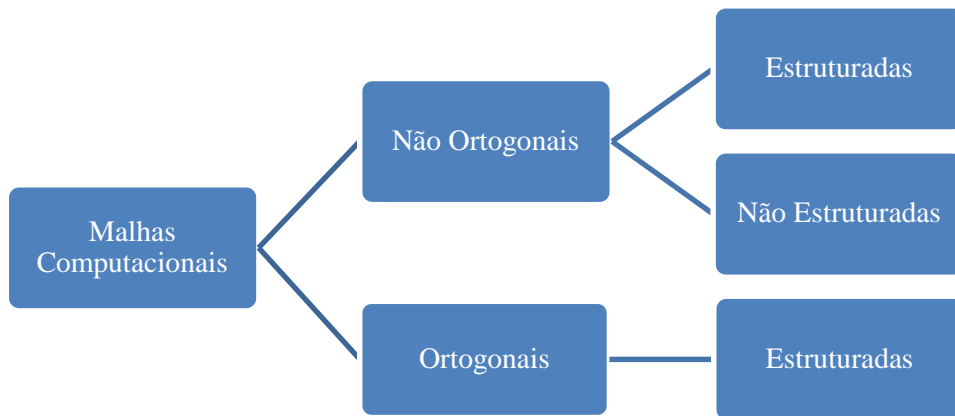 Estruturadas
Não Ortogonais
Não Estruturadas
Malhas
Computacionais
Ortogonais
Estruturadas